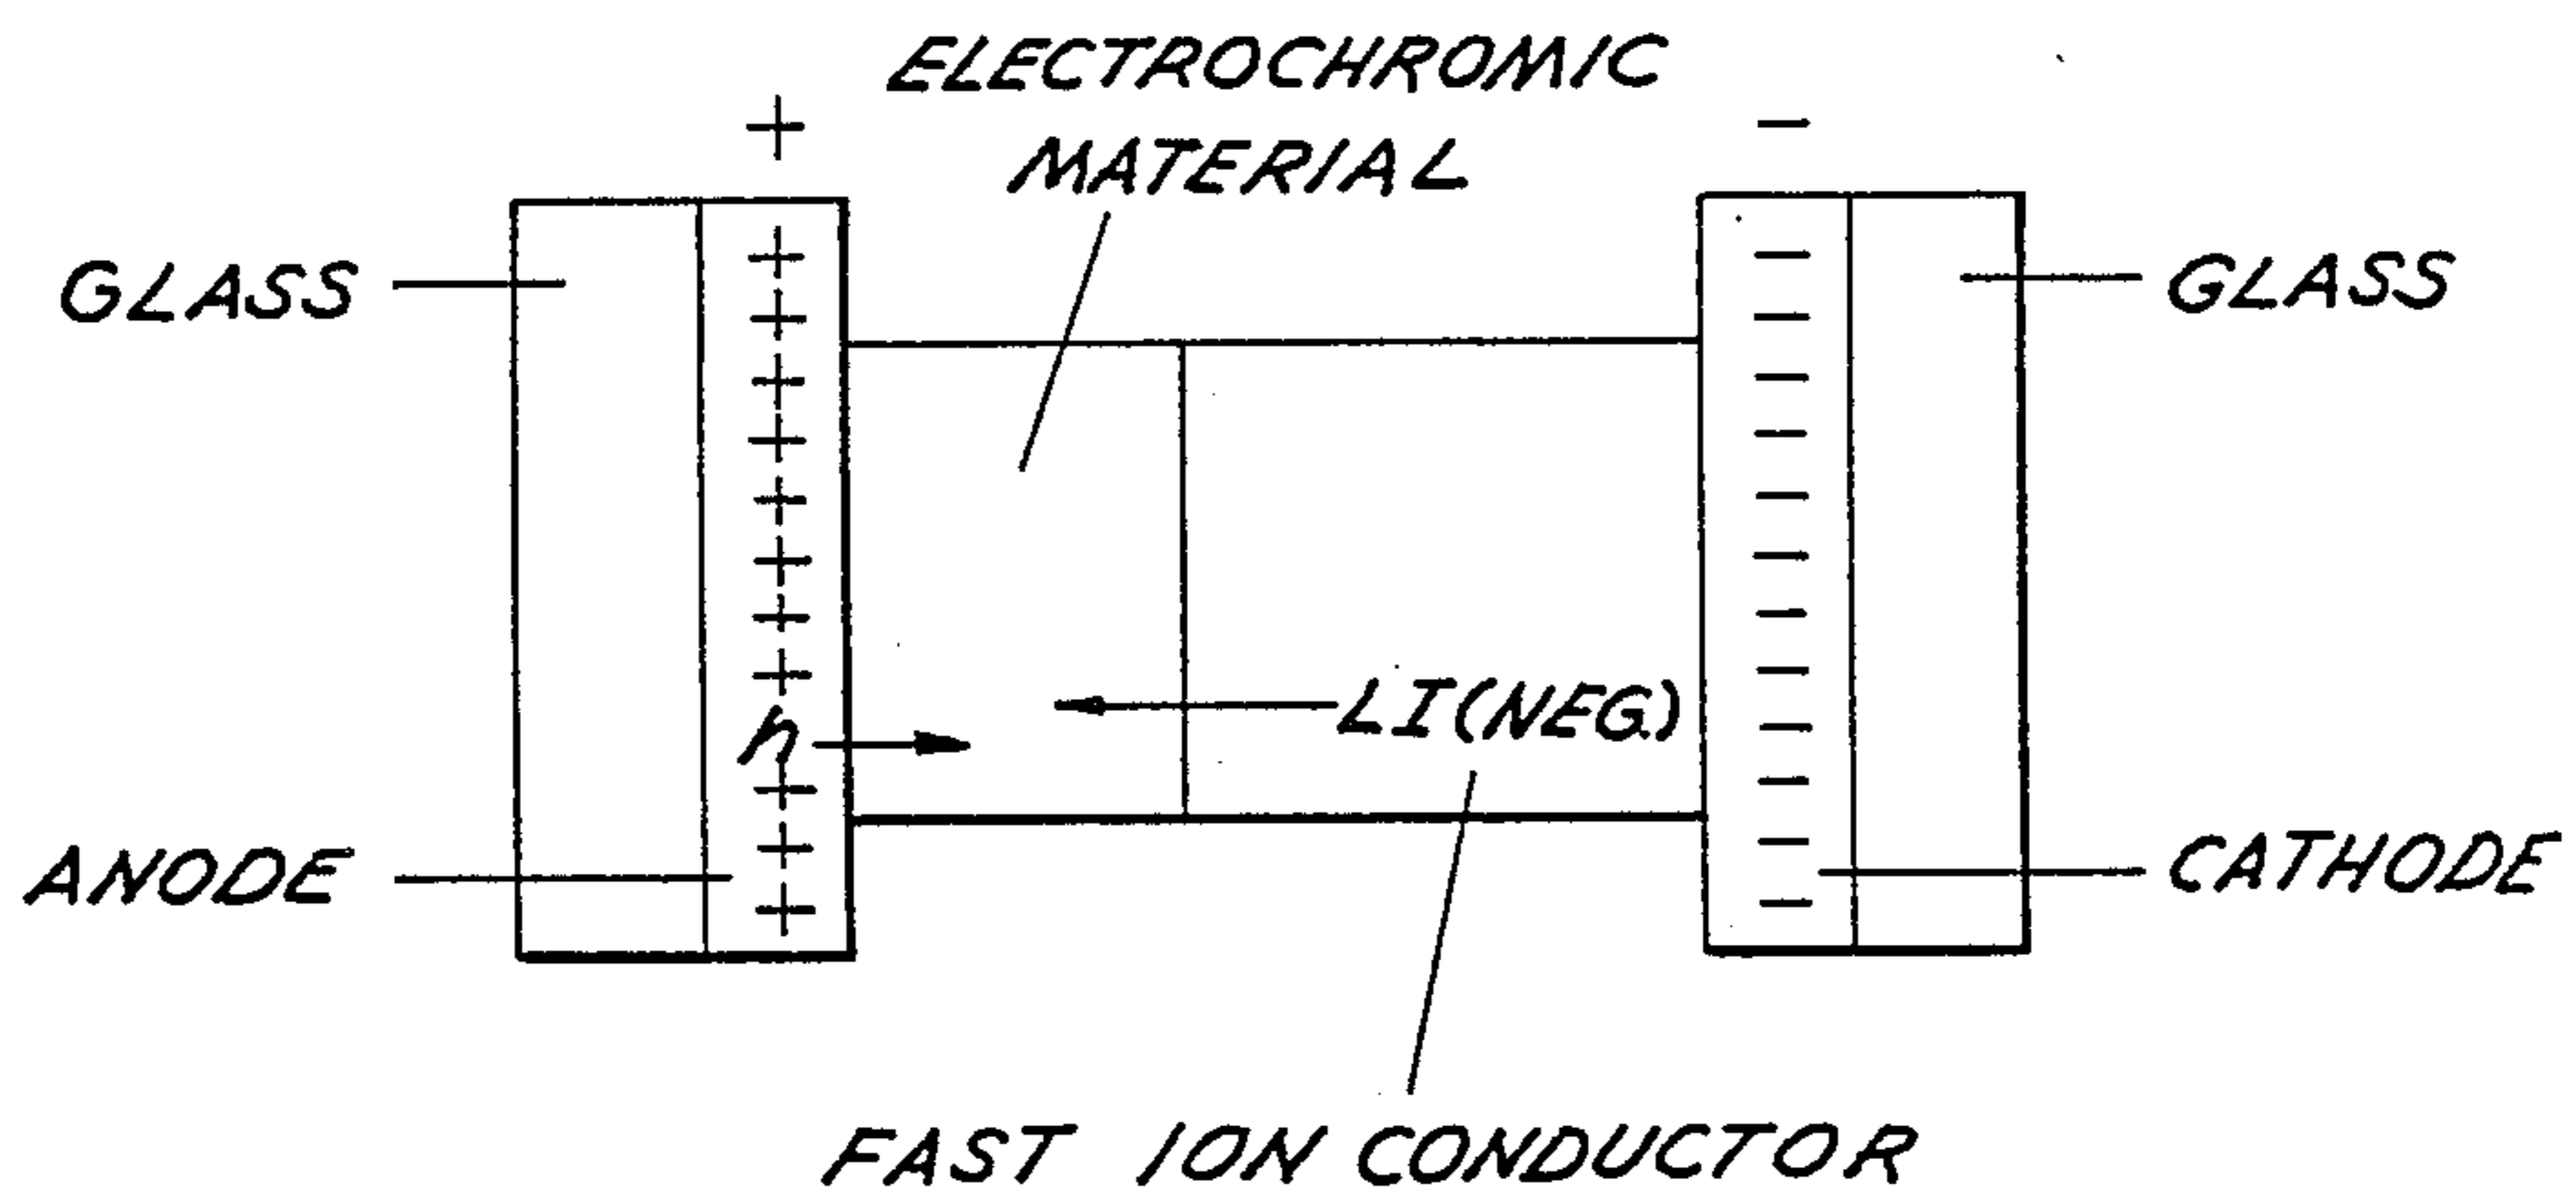 ELECTROCHROMIC
MATERIAL
+
−
GLASS
GLASS
+
+
+
+
+
+
+
+
h
+
+
+
−
−
−
−
−
−
−
−
−
−
−
−
LI(NEG.)
ANODE
CATHODE
FAST ION CONDUCTOR